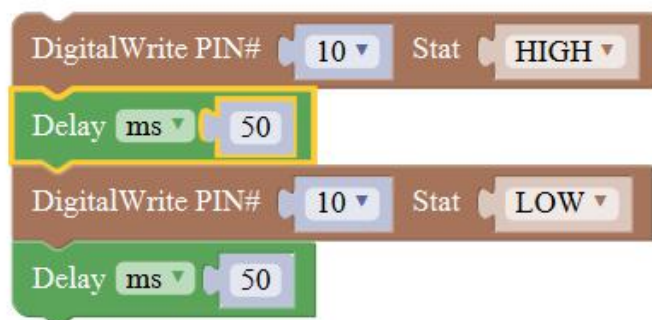 DigitalWrite PIN# 10 Stat HIGH
Delay ms 50
DigitalWrite PIN# 10 Stat LOW
Delay ms 50